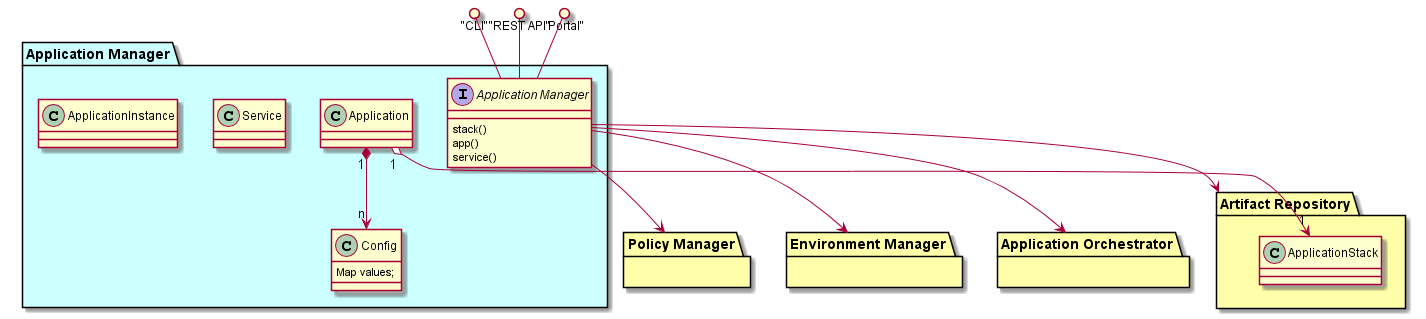 "CLI" "REST API" "Portal"
Application Manager
C ApplicationInstance
C Service
C Application
I Application Manager
stack()
app()
service()
1
1
n
C Config
Map values;
Policy Manager
Environment Manager
Application Orchestrator
Artifact Repository
1
C ApplicationStack